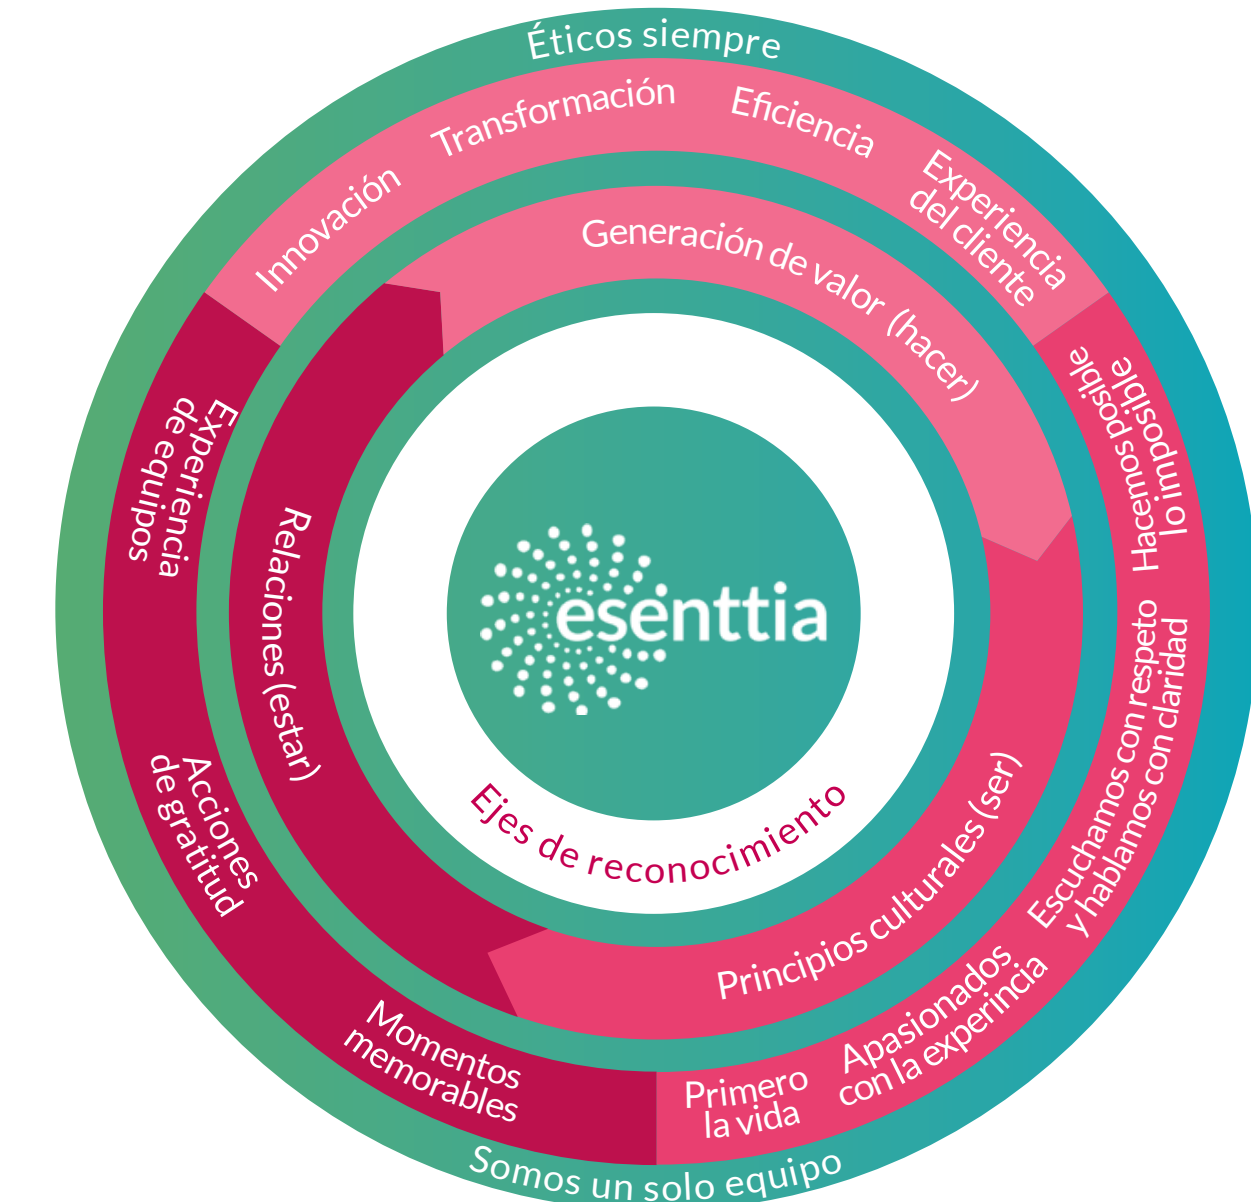 Éticos siempre
Innovación
Transformación
Eficiencia
Experiencia
del cliente
Generación de valor (hacer)
Hacemos posible
lo imposible
Escuchamos con respeto
y hablamos con claridad
Apasionados
con la experincia
Primero
la vida
Principios culturales (ser)
Momentos
memorables
Acciones
de gratitud
Experiencia
de equipos
Relaciones (estar)
esenttia
Ejes de reconocimiento
Somos un solo equipo